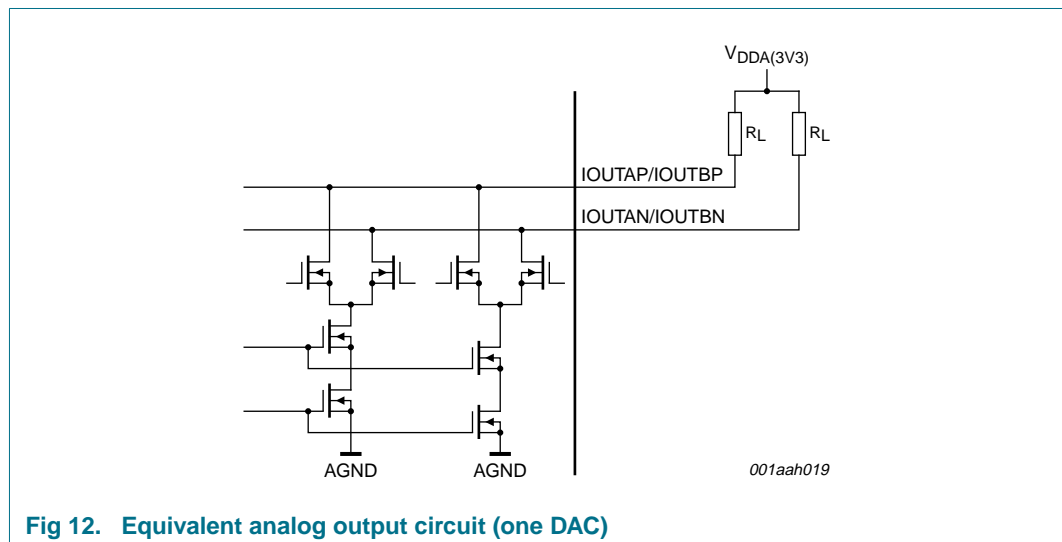 VDDA(3V3)
RL RL
IOUTAP/IOUTBP
IOUTAN/IOUTBN
AGND AGND
001aah019
Fig 12. Equivalent analog output circuit (one DAC)